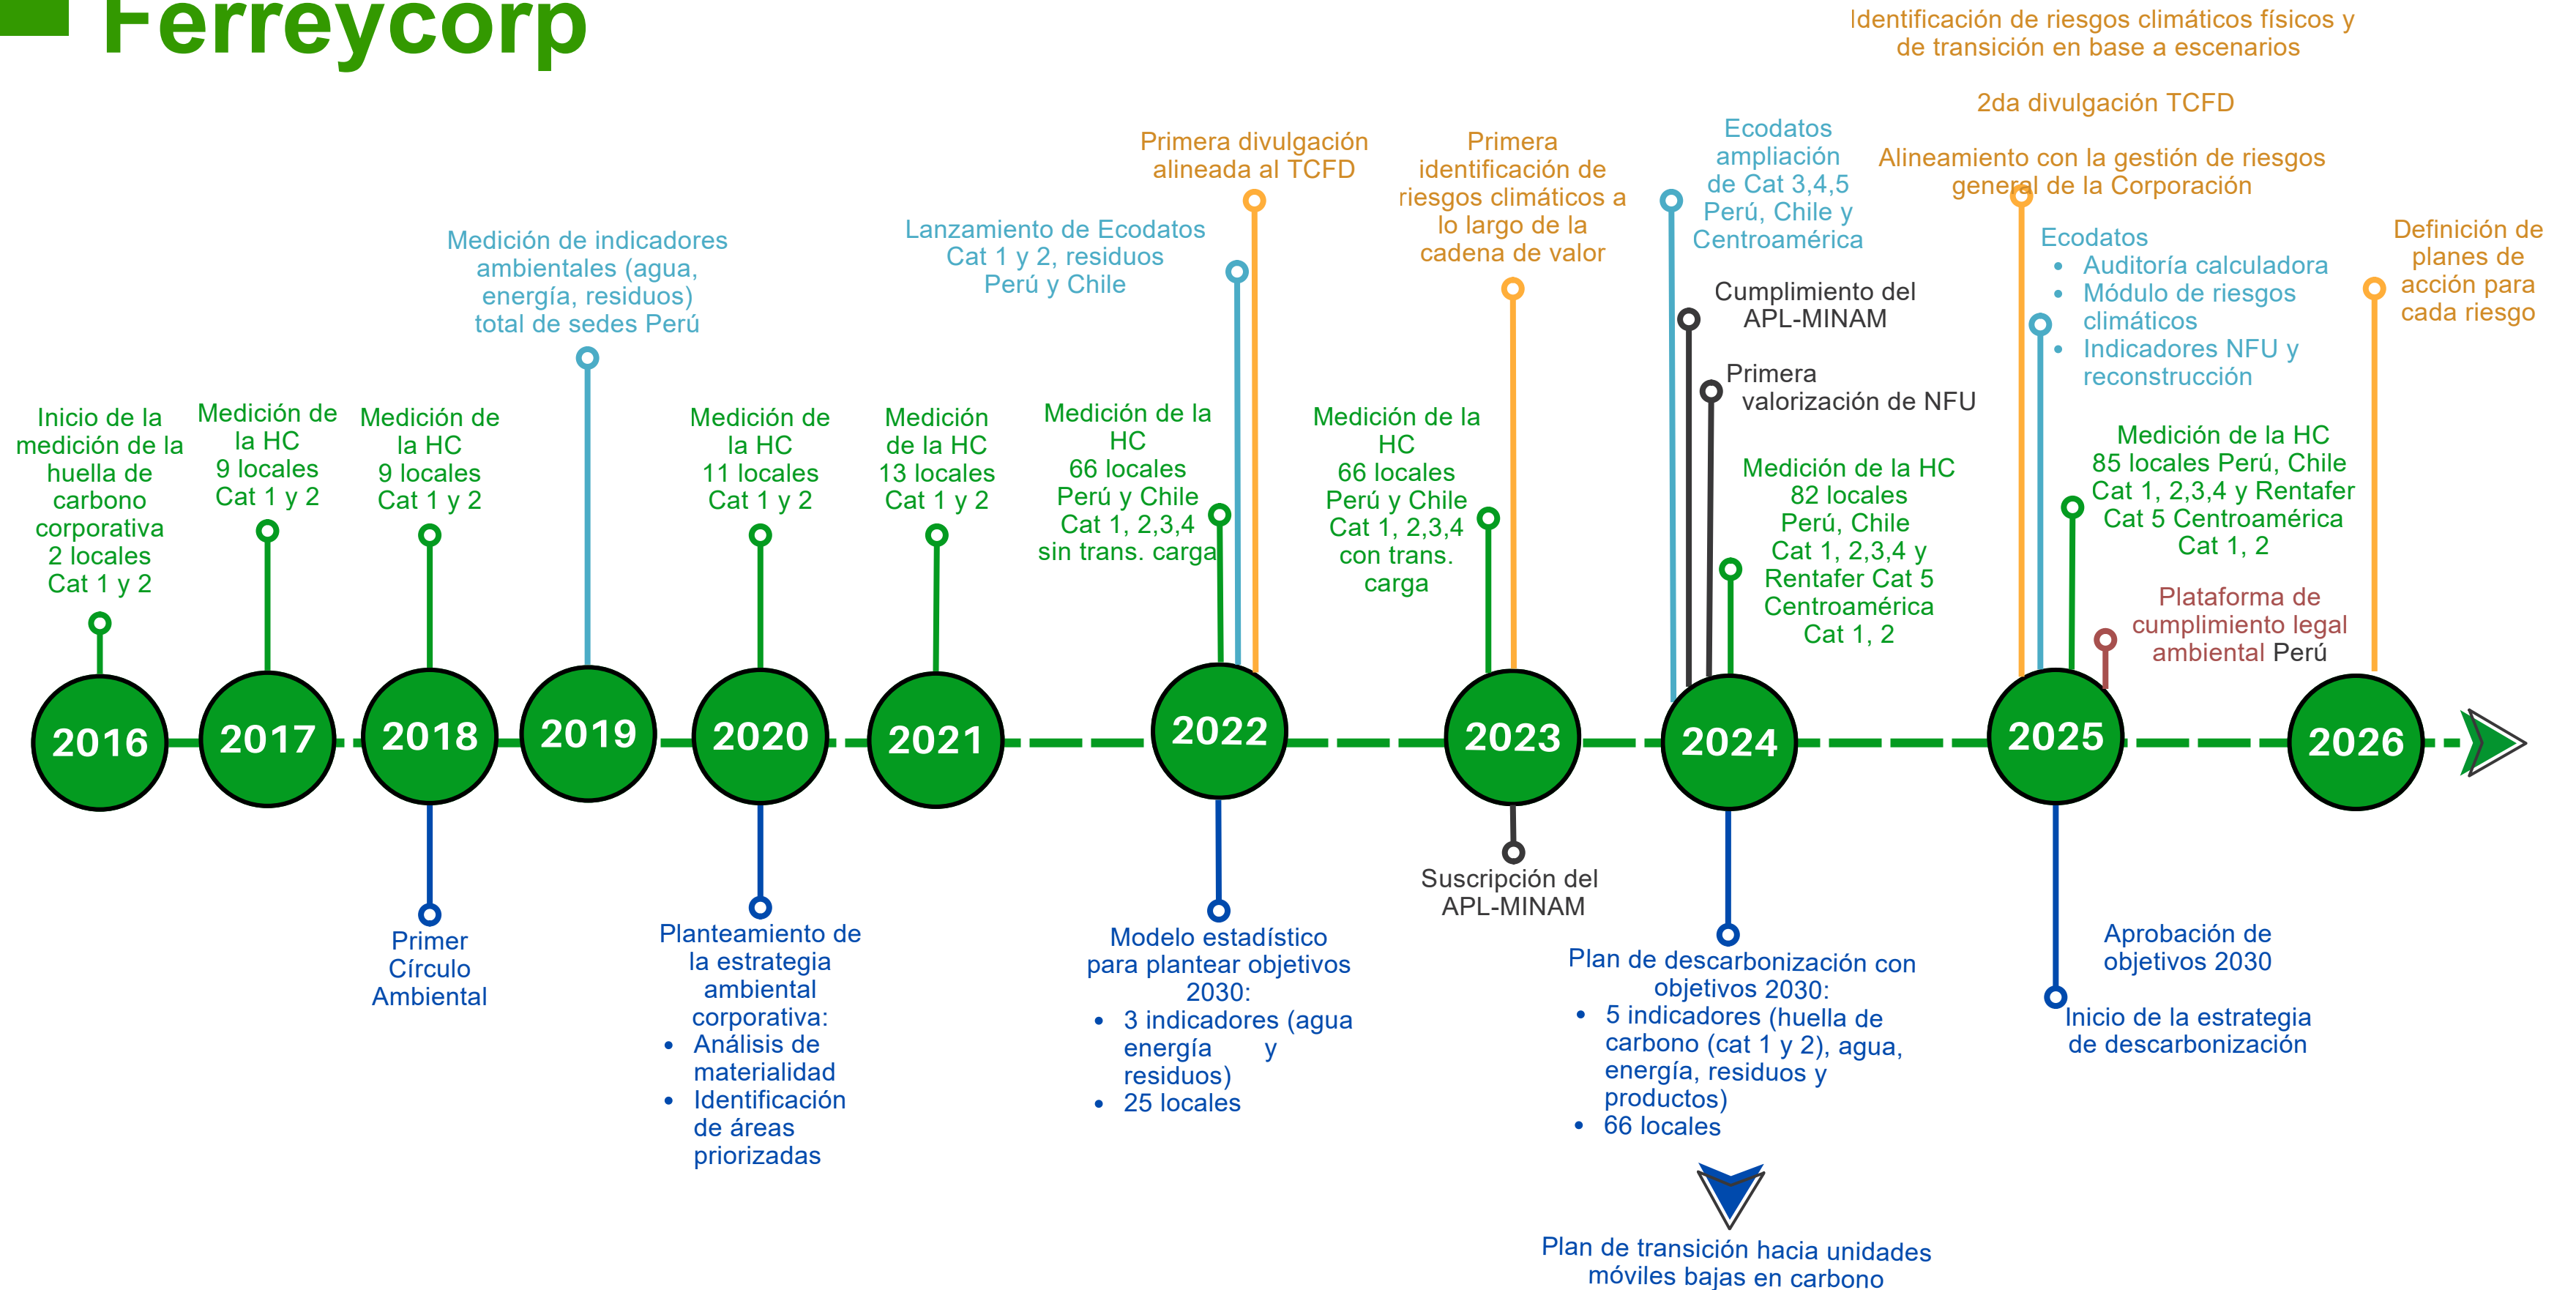 Ferreycorp
Inicio de la
medición de la
huella de
carbono
corporativa
2 locales
Cat 1 y 2
Medición de
la HC
9 locales
Cat 1 y 2
Medición de
la HC
9 locales
Cat 1 y 2
Medición de indicadores
ambientales (agua,
energía, residuos)
total de sedes Perú
Medición de
la HC
11 locales
Cat 1 y 2
Medición
de la HC
13 locales
Cat 1 y 2
Medición de la
HC
66 locales
Perú y Chile
Cat 1, 2,3,4
sin trans. carga
Lanzamiento de Ecodatos
Cat 1 y 2, residuos
Perú y Chile
Primera divulgación
alineada al TCFD
Medición de la
HC
66 locales
Perú y Chile
Cat 1, 2,3,4
con trans.
carga
Primera
identificación de
riesgos climáticos a
lo largo de la
cadena de valor
Ecodatos
ampliación
de Cat 3,4,5
Perú, Chile y
Centroamérica
Cumplimiento del
APL-MINAM
Primera
valorización de NFU
Medición de la HC
82 locales
Perú, Chile
Cat 1, 2,3,4 y
Rentafer Cat 5
Centroamérica
Cat 1, 2
Identificación de riesgos climáticos físicos y
de transición en base a escenarios
2da divulgación TCFD
Alineamiento con la gestión de riesgos
general de la Corporación
Ecodatos
• Auditoría calculadora
• Módulo de riesgos
climáticos
• Indicadores NFU y
reconstrucción
Medición de la HC
85 locales Perú, Chile
Cat 1, 2,3,4 y Rentafer
Cat 5 Centroamérica
Cat 1, 2
Plataforma de
cumplimiento legal
ambiental Perú
Definición de
planes de
acción para
cada riesgo
2016
2017
2018
2019
2020
2021
2022
2023
2024
2025
2026
Primer
Círculo
Ambiental
Planteamiento de
la estrategia
ambiental
corporativa:
• Análisis de
materialidad
• Identificación
de áreas
priorizadas
Modelo estadístico
para plantear objetivos
2030:
• 3 indicadores (agua
energía y
residuos)
• 25 locales
Suscripción del
APL-MINAM
Plan de descarbonización con
objetivos 2030:
• 5 indicadores (huella de
carbono (cat 1 y 2), agua,
energía, residuos y
productos)
• 66 locales
Plan de transición hacia unidades
móviles bajas en carbono
Aprobación de
objetivos 2030
Inicio de la estrategia
de descarbonización